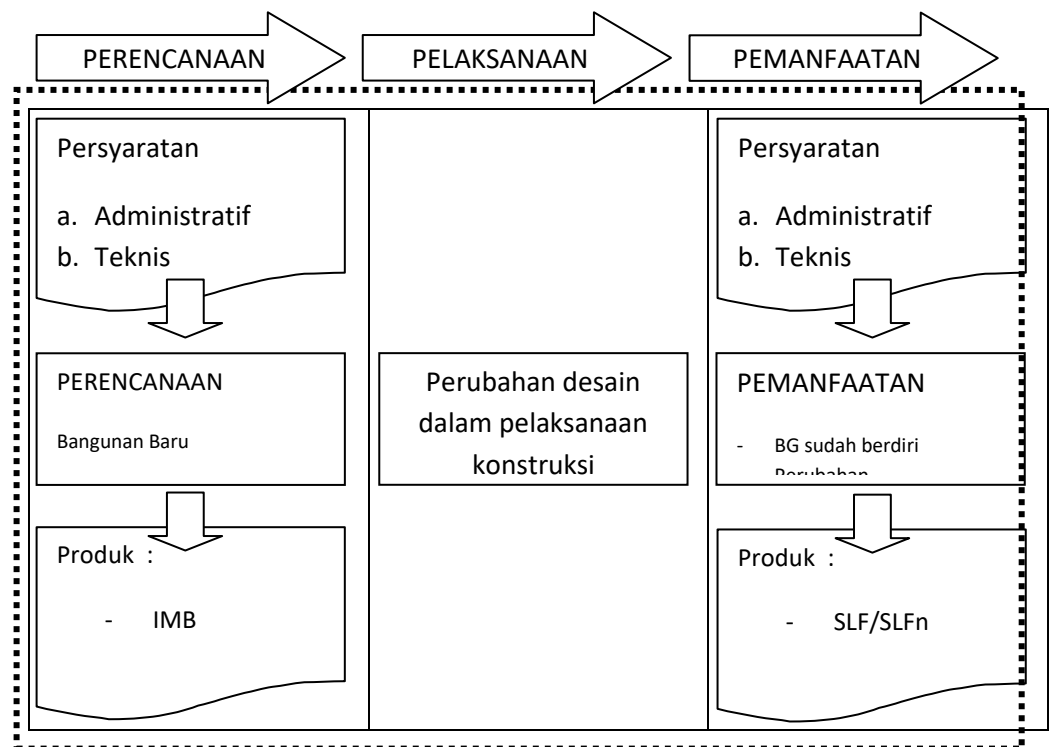 PERENCANAAN
PELAKSANAAN
PEMANFAATAN
Persyaratan
a. Administratif
b. Teknis
PERENCANAAN
Bangunan Baru
Produk :
- IMB
Perubahan desain
dalam pelaksanaan
konstruksi
Persyaratan
a. Administratif
b. Teknis
PEMANFAATAN
- BG sudah berdiri
Perubahan
Produk :
- SLF/SLFn